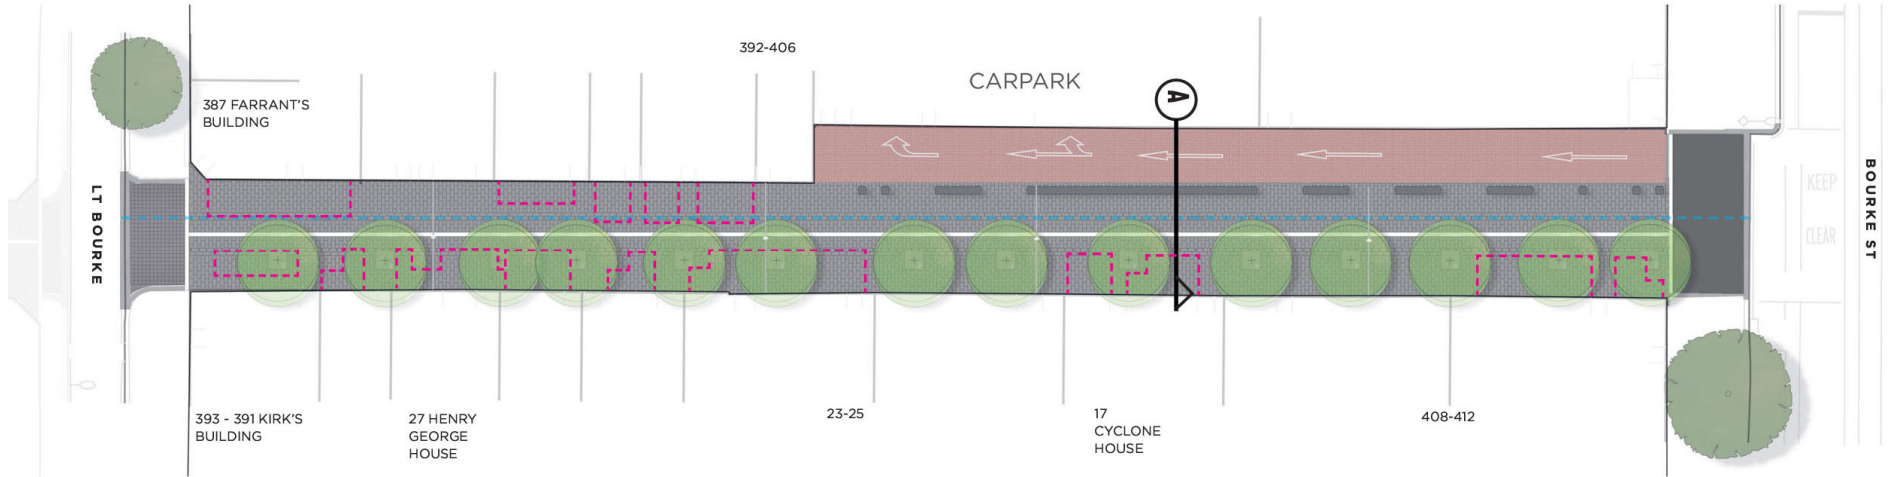 392-406
CARPARK
A
387 FARRANT'S
BUILDING
LT BOURKE
KEEP
CLEAR
BOURKE ST
393 - 391 KIRK'S
BUILDING
27 HENRY
GEORGE
HOUSE
23-25
17
CYCLONE
HOUSE
408-412